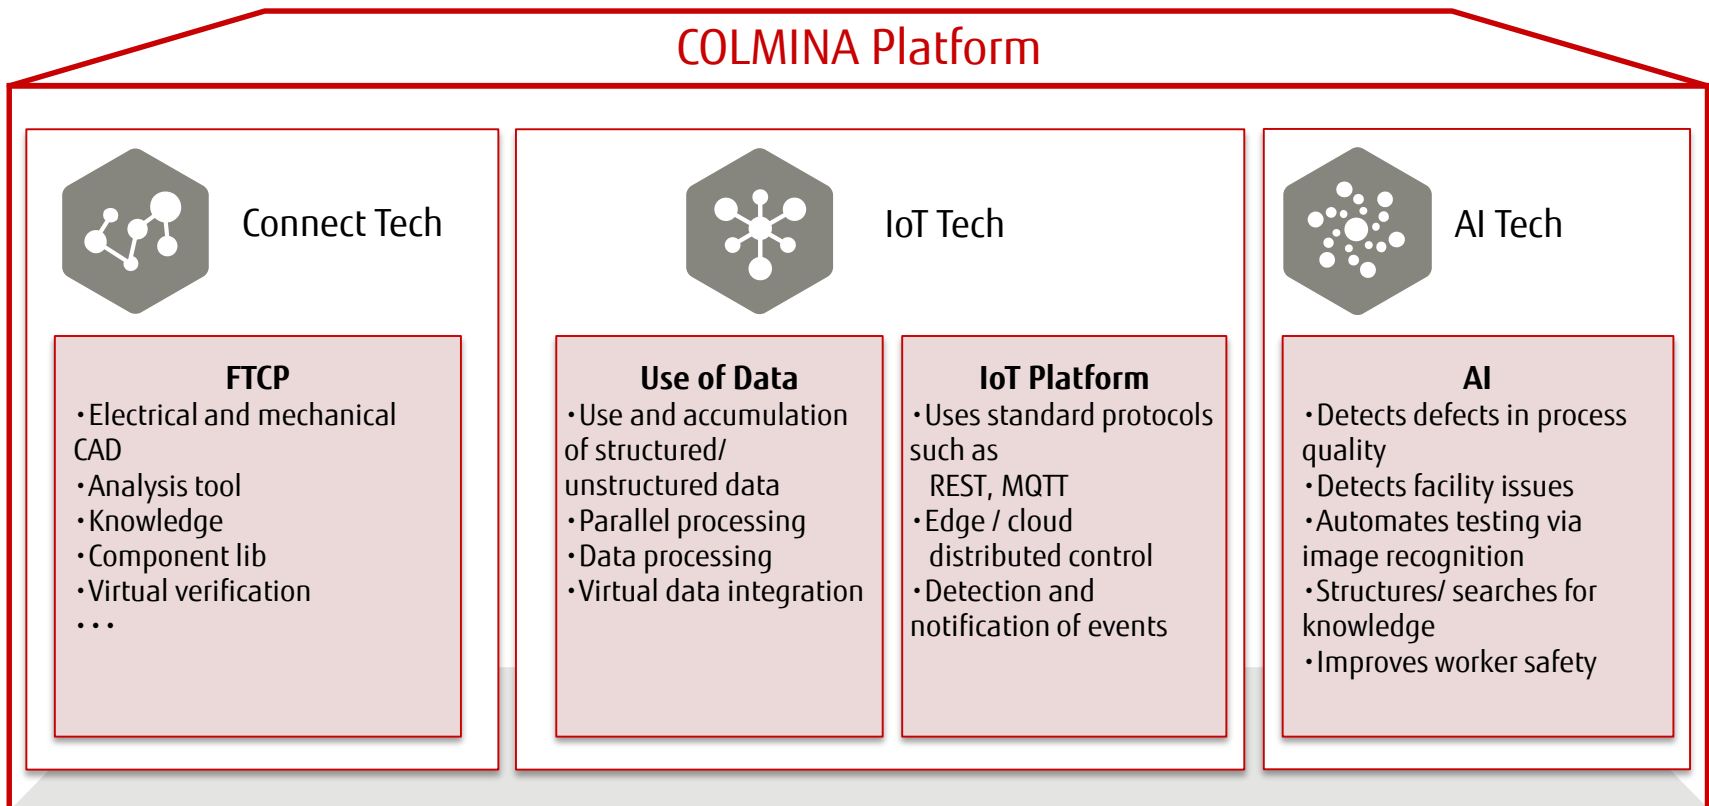 COLMINA Platform
Connect Tech
FTCP
・Electrical and mechanical
CAD
・Analysis tool
・Knowledge
・Component lib
・Virtual verification
・・・
IoT Tech
Use of Data
・Use and accumulation
of structured/
unstructured data
・Parallel processing
・Data processing
・Virtual data integration
IoT Platform
・Uses standard protocols
such as
REST, MQTT
・Edge / cloud
distributed control
・Detection and
notification of events
AI Tech
AI
・Detects defects in process
quality
・Detects facility issues
・Automates testing via
image recognition
・Structures/ searches for
knowledge
・Improves worker safety